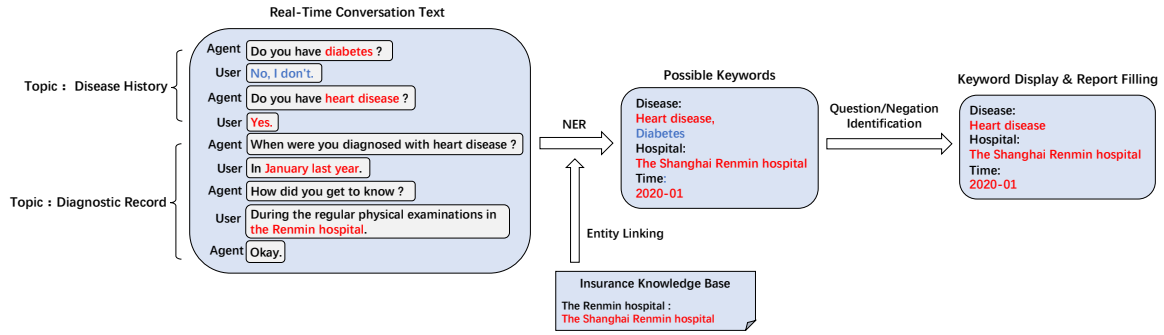 Real-Time Conversation Text
Topic： Disease History
Agent Do you have diabetes ?
User No, I don't.
Agent Do you have heart disease ?
User Yes.
Topic：Diagnostic Record
Agent When were you diagnosed with heart disease ?
User In January last year.
Agent How did you get to know ?
User During the regular physical examinations in
the Renmin hospital.
Agent Okay.
NER
Entity Linking
Insurance Knowledge Base
The Renmin hospital :
The Shanghai Renmin hospital
Possible Keywords
Disease:
Heart disease,
Diabetes
Hospital:
The Shanghai Renmin hospital
Time:
2020-01
Question/Negation
Identification
Keyword Display & Report Filling
Disease:
Heart disease
Hospital:
The Shanghai Renmin hospital
Time:
2020-01